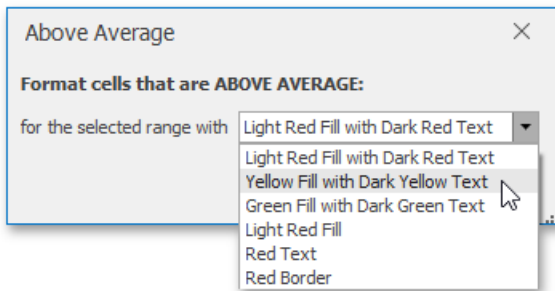 Above Average
Format cells that are ABOVE AVERAGE:
for the selected range with Light Red Fill with Dark Red Text
Light Red Fill with Dark Red Text
Yellow Fill with Dark Yellow Text
Green Fill with Dark Green Text
Light Red Fill
Red Text
Red Border